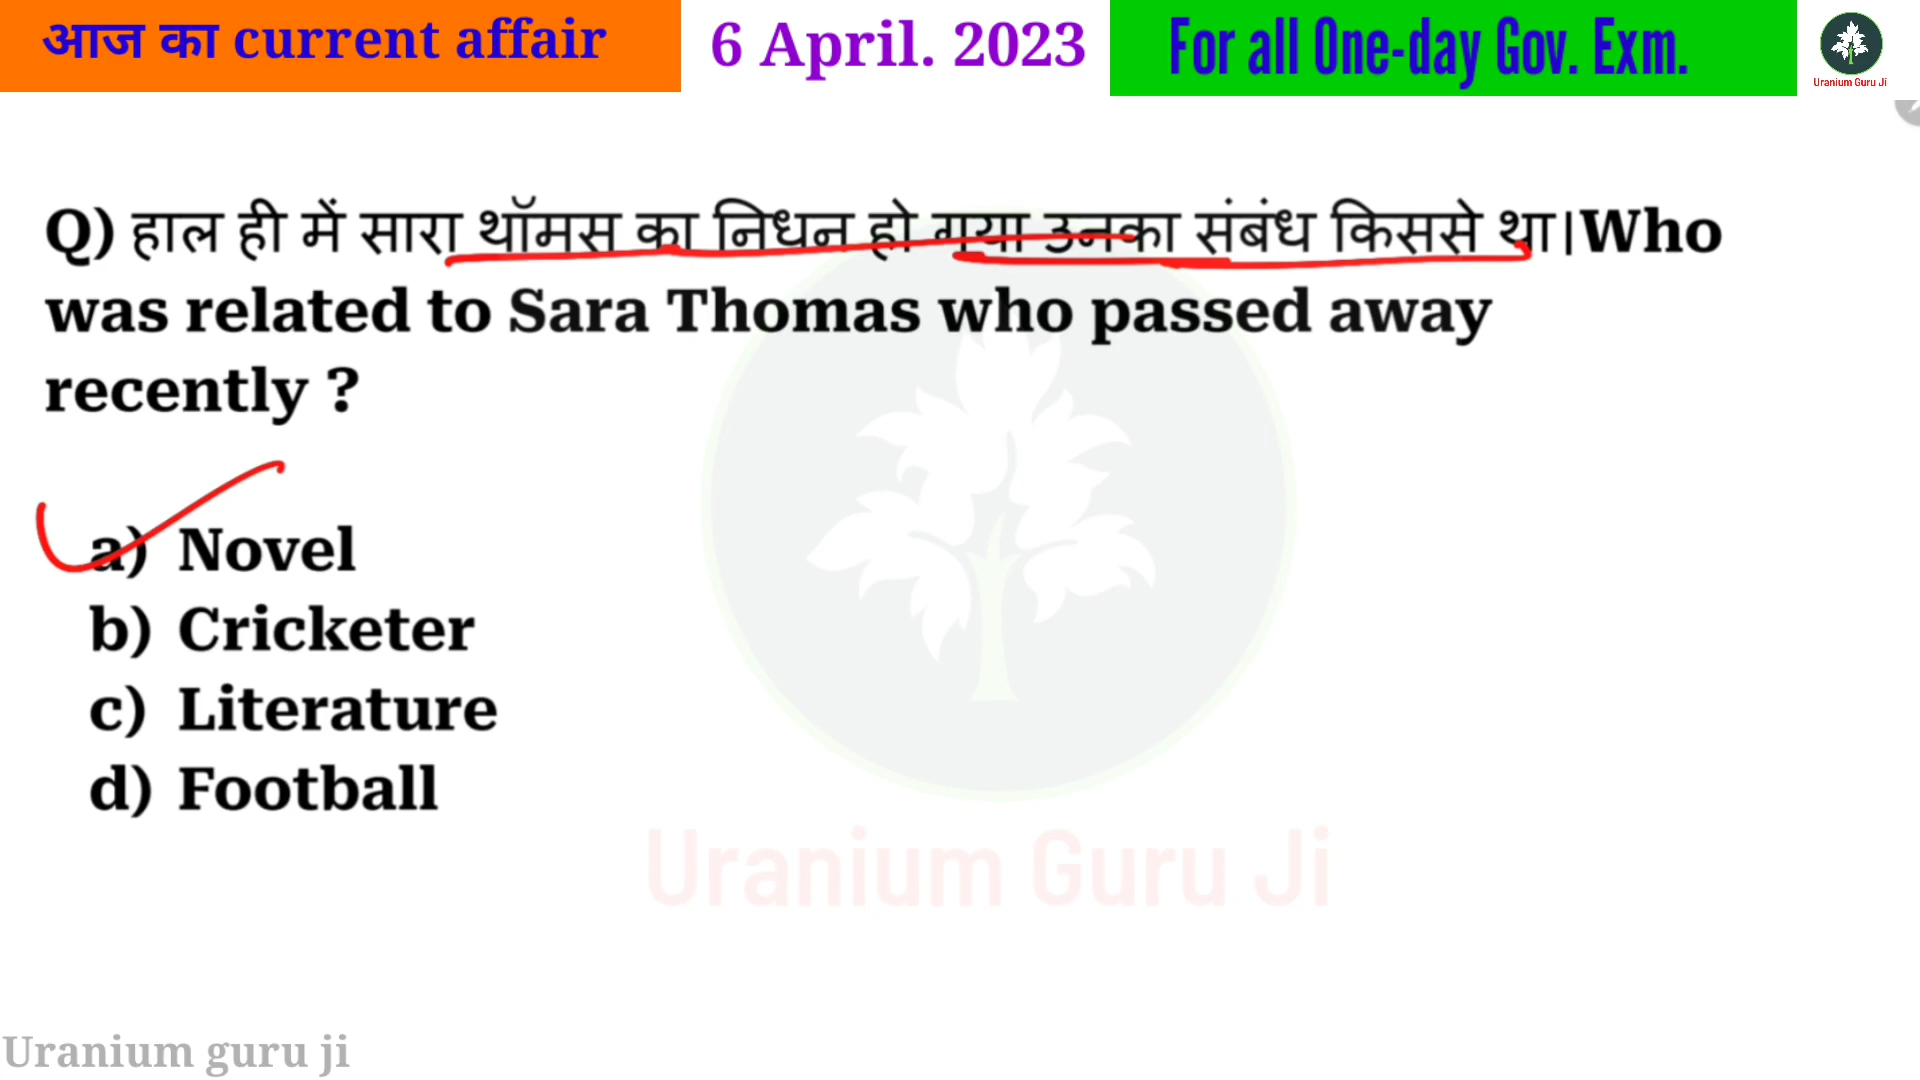 आज का current affair
6 April. 2023
For all One-day Gov. Exm.
Uranium Guru Ji
Q) हाल ही में सारा थॉमस का निधन हो गया उनका संबंध किससे था।Who
was related to Sara Thomas who passed away
recently ?
a) Novel
b) Cricketer
c) Literature
d) Football
Uranium Guru Ji
Uranium guru ji